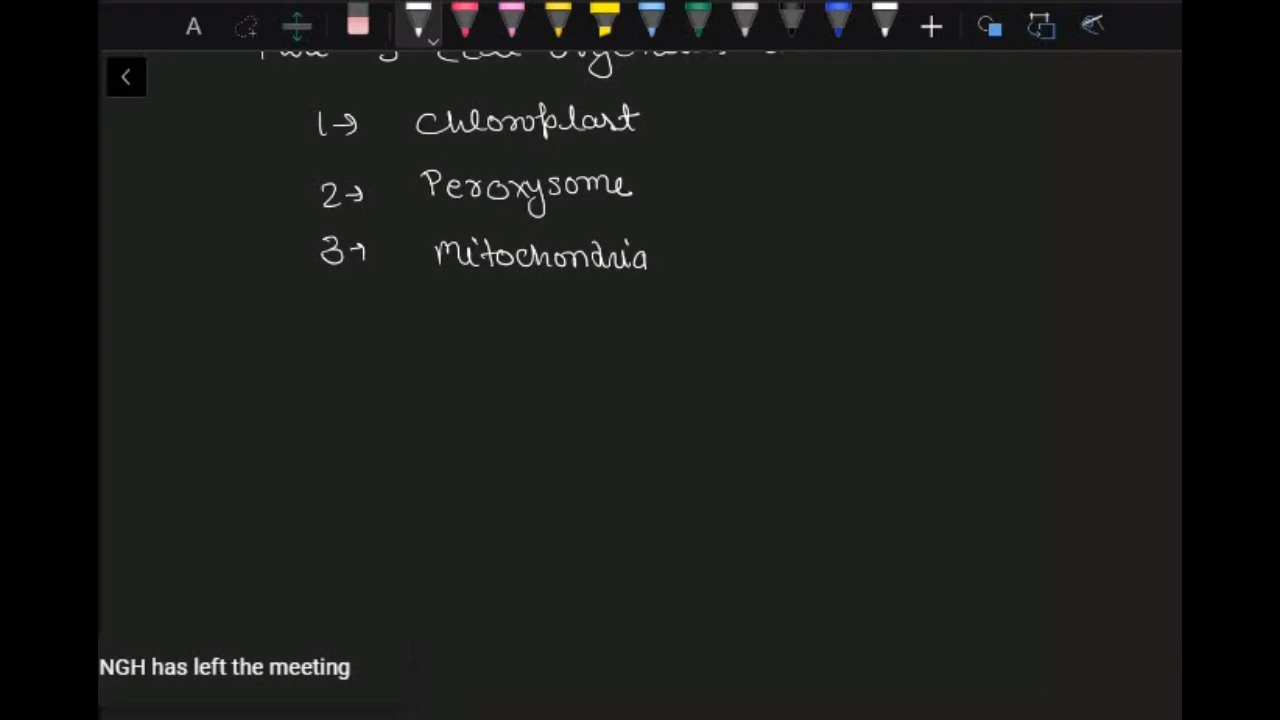 A
1→ Chloroplast
2→ Peroxysome
3→ Mitochondria
NGH has left the meeting